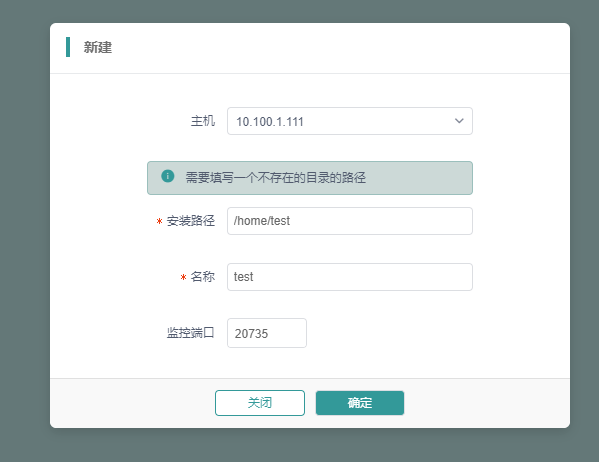 新建
主机 10.100.1.111
需要填写一个不存在的目录的路径
* 安装路径 /home/test
* 名称 test
监控端口 20735
关闭 确定